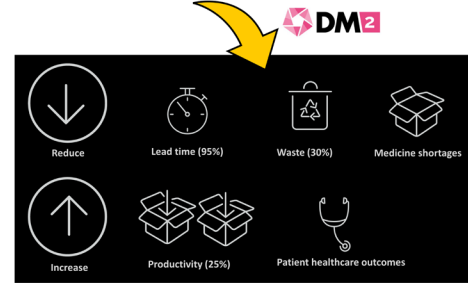 DM2
Reduce
Lead time (95%)
Waste (30%)
Medicine shortages
Increase
Productivity (25%)
Patient healthcare outcomes